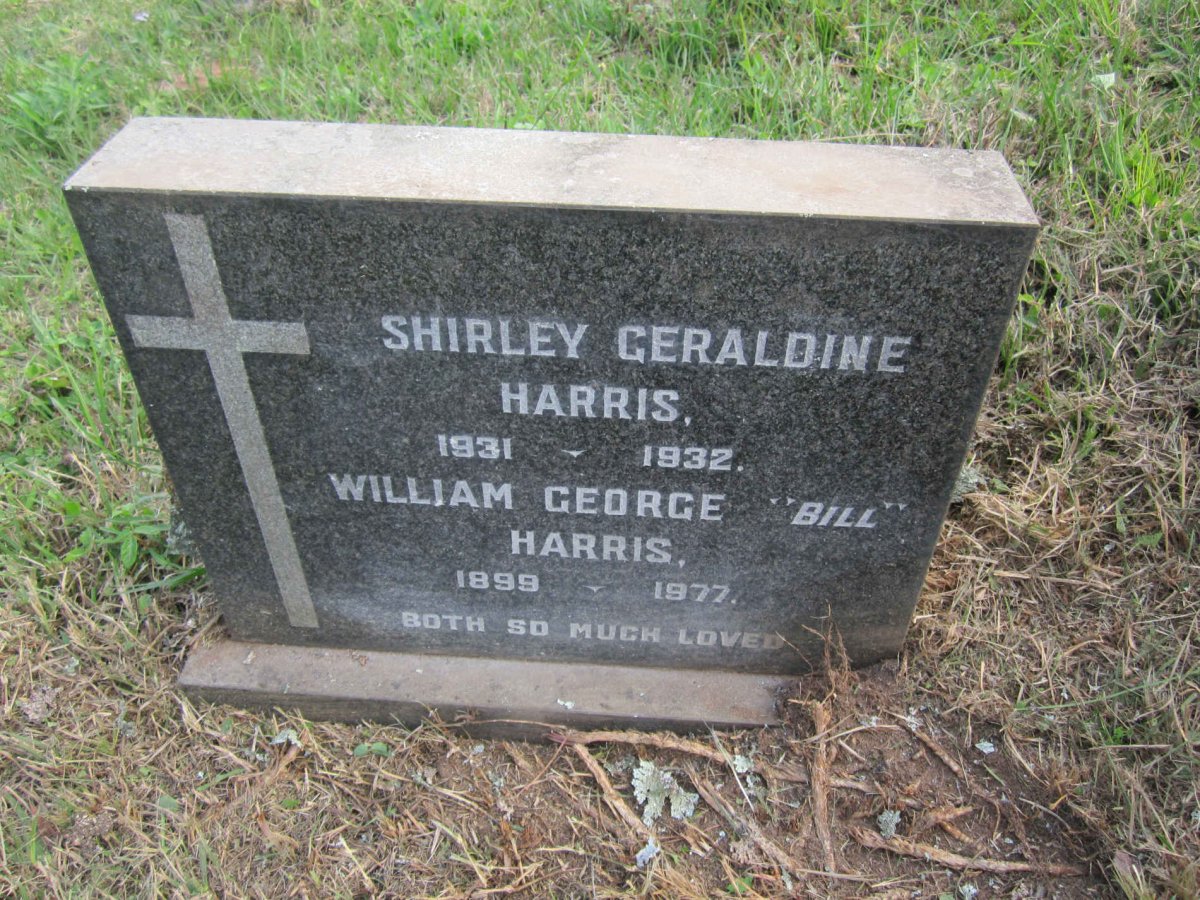 SHIRLEY GERALDINE
HARRIS,
1931 - 1932.
WILLIAM GEORGE "BILL"
HARRIS,
1899 - 1977.
BOTH SO MUCH LOVED